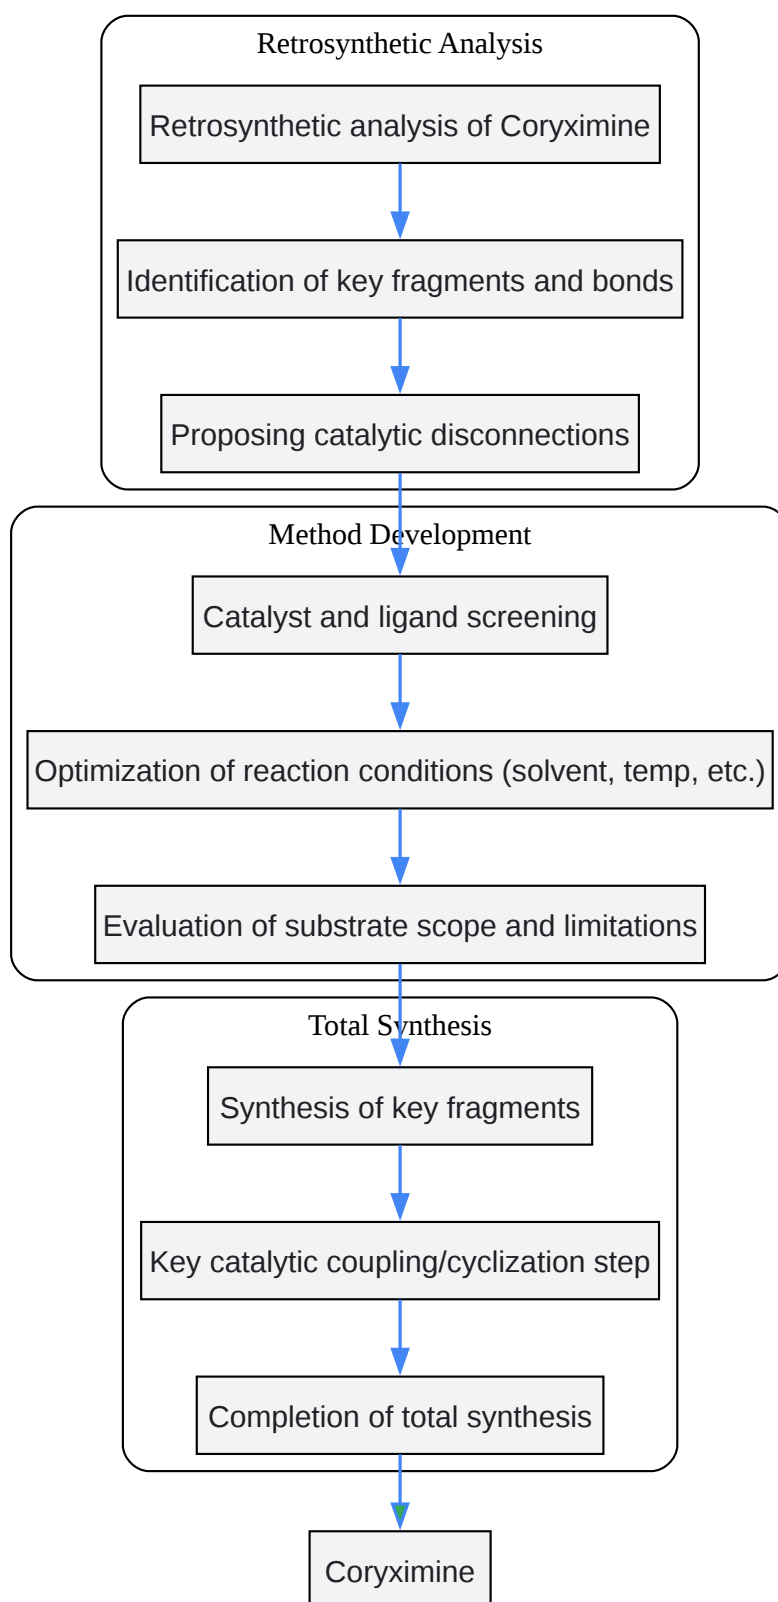 Retrosynthetic Analysis
Retrosynthetic analysis of Coryximine
Identification of key fragments and bonds
Proposing catalytic disconnections
Method Development
Catalyst and ligand screening
Optimization of reaction conditions (solvent, temp, etc.)
Evaluation of substrate scope and limitations
Total Synthesis
Synthesis of key fragments
Key catalytic coupling/cyclization step
Completion of total synthesis
Coryximine